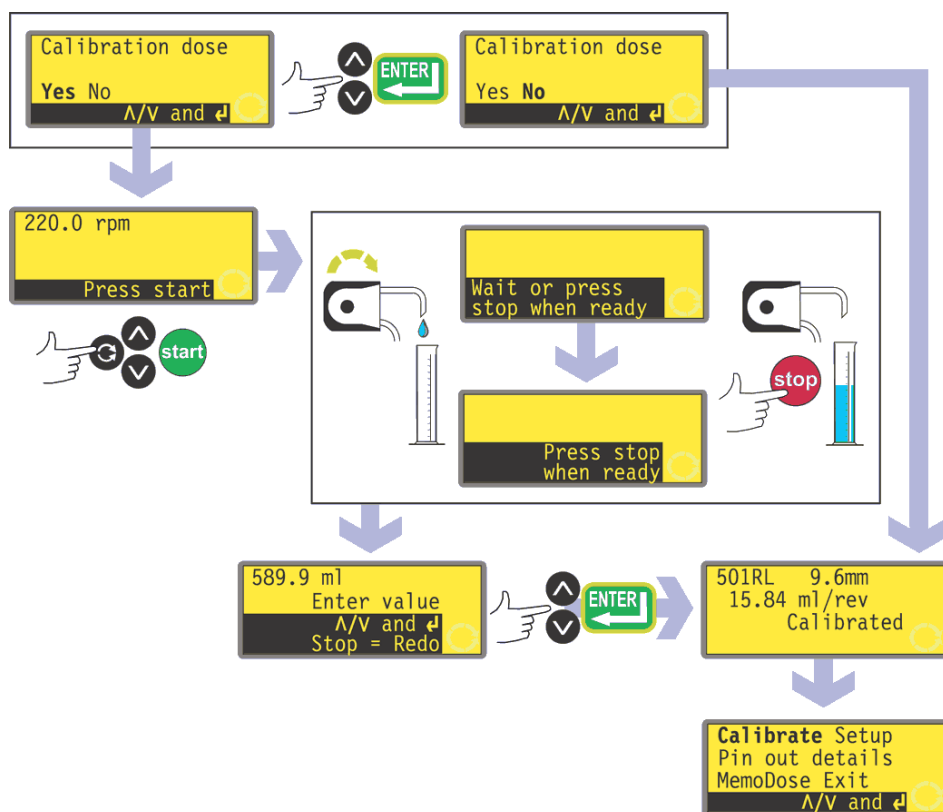 Calibration dose
Yes No
Λ/V and ↲
ENTER
Calibration dose
Yes No
Λ/V and ↲
220.0 rpm
Press start
start
Wait or press
stop when ready
Press stop
when ready
stop
589.9 ml
Enter value
Λ/V and ↲
Stop = Redo
ENTER
501RL 9.6mm
15.84 ml/rev
Calibrated
Calibrate Setup
Pin out details
MemoDose Exit
Λ/V and ↲